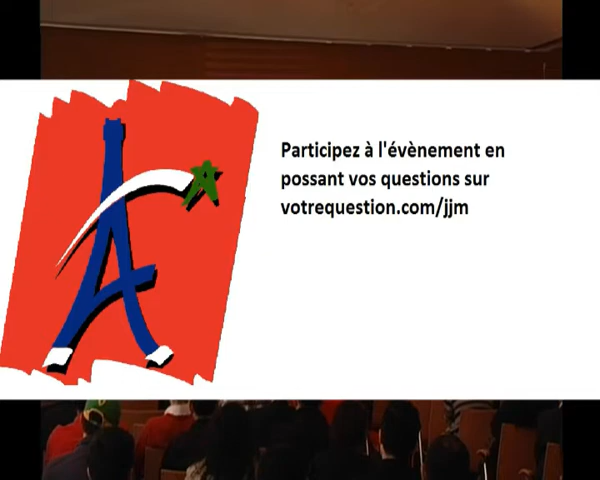 Participez à l'évènement en
possant vos questions sur
votrequestion.com/jjm